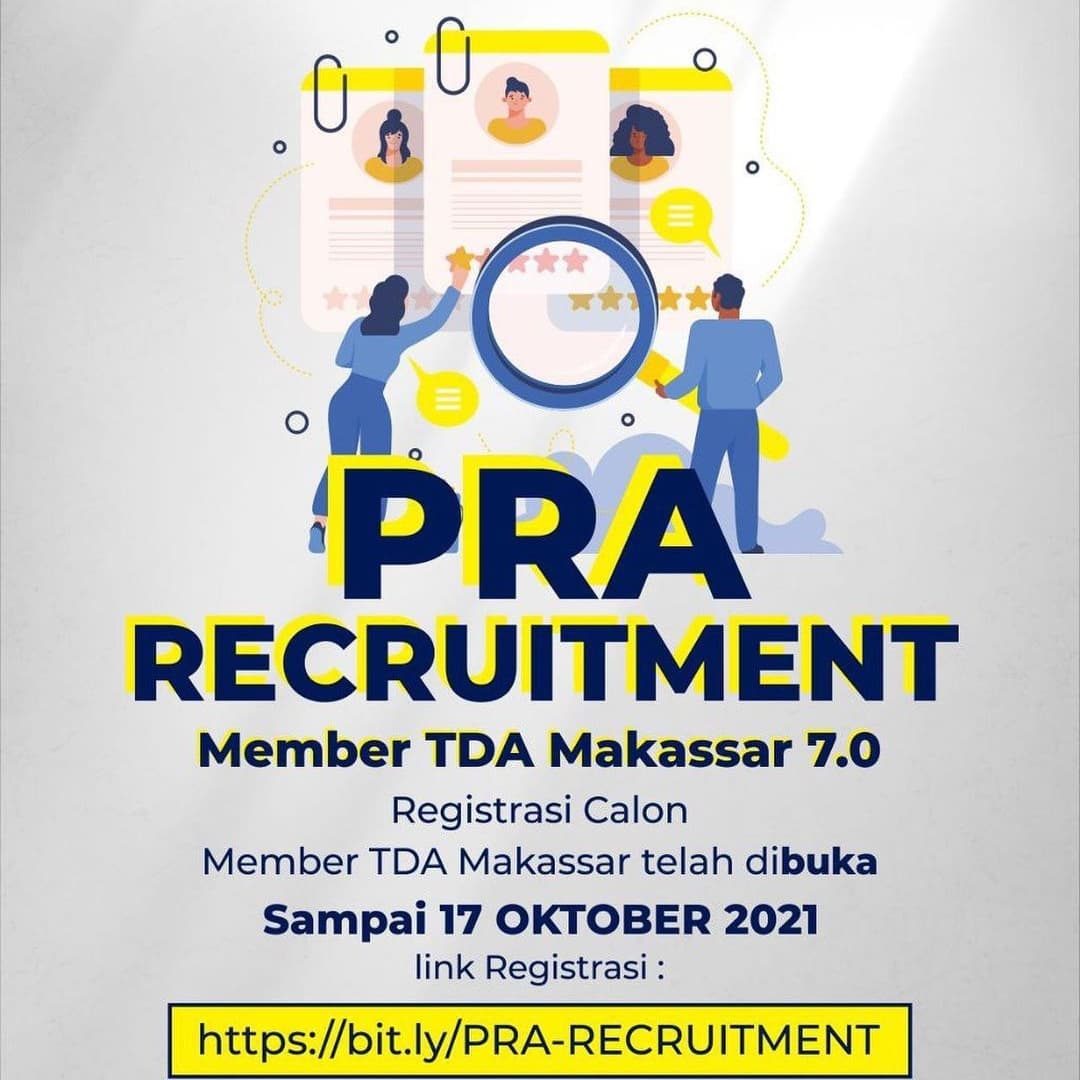 PRA
RECRUITMENT
Member TDA Makassar 7.0
Registrasi Calon
Member TDA Makassar telah dibuka
Sampai 17 OKTOBER 2021
link Registrasi :
https://bit.ly/PRA-RECRUITMENT